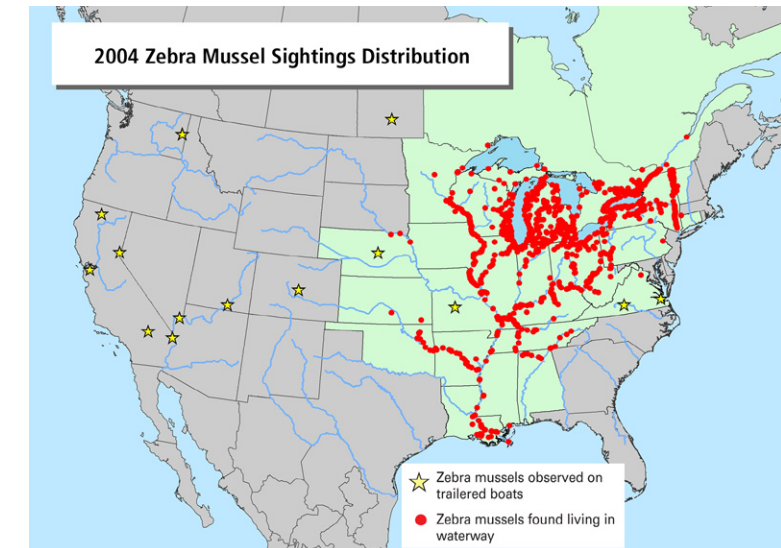 2004 Zebra Mussel Sightings Distribution
Zebra mussels observed on
trailered boats
Zebra mussels found living in
waterway